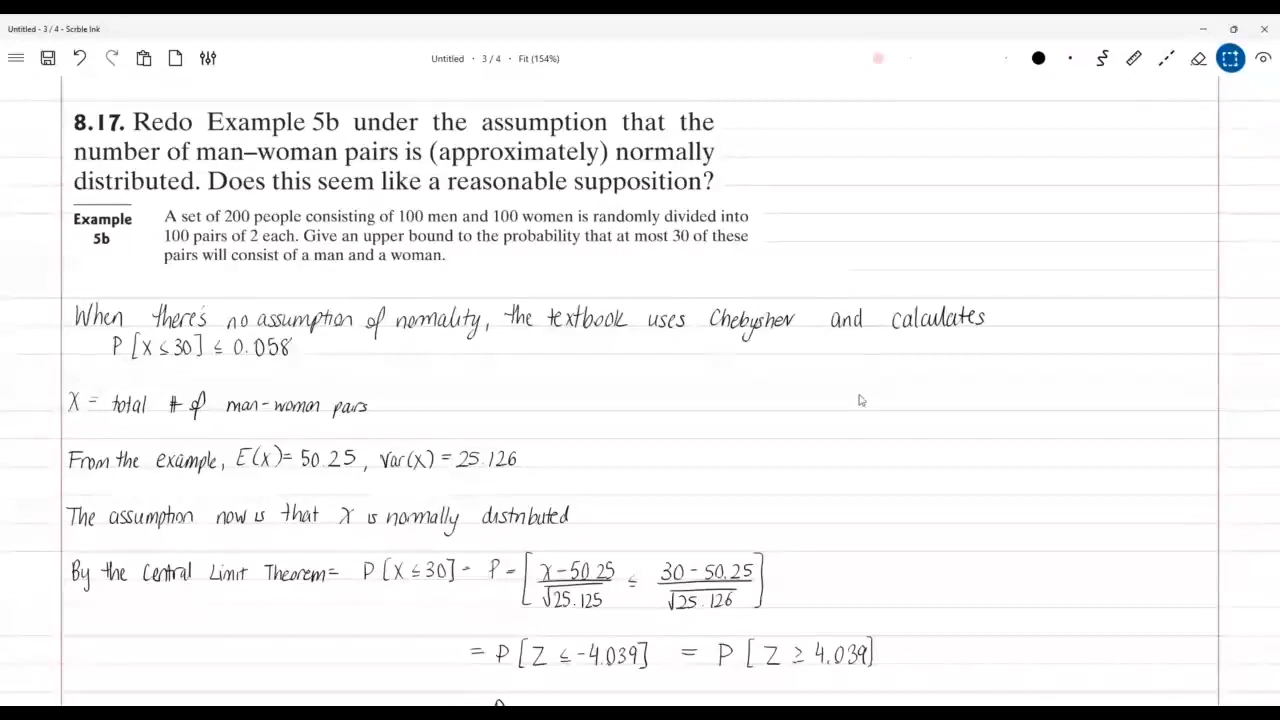 Untitled - 3 / 4 - Scrble Ink
Untitled • 3 / 4 • Fit (154%)
8.17. Redo Example 5b under the assumption that the
number of man–woman pairs is (approximately) normally
distributed. Does this seem like a reasonable supposition?
Example 5b
A set of 200 people consisting of 100 men and 100 women is randomly divided into
100 pairs of 2 each. Give an upper bound to the probability that at most 30 of these
pairs will consist of a man and a woman.
When there's no assumption of normality, the textbook uses Chebyshev and calculates
P[X ≤ 30] ≤ 0.058
X = total # of man-woman pairs
From the example, E(X) = 50.25, Var(X) = 25.126
The assumption now is that X is normally distributed
By the Central Limit Theorem = P[X ≤ 30] = P = [X - 50.25 / √25.125 ≤ 30 - 50.25 / √25.126]
= P[Z ≤ -4.039] = P[Z ≥ 4.039]